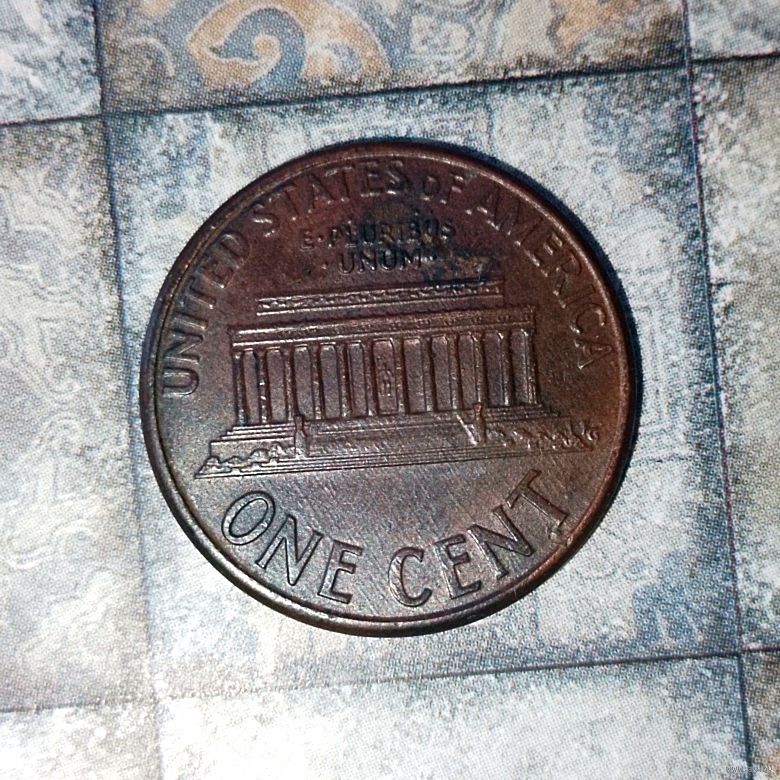 UNITED STATES OF AMERICA
E·PLURIBUS
·UNUM·
ONE CENT